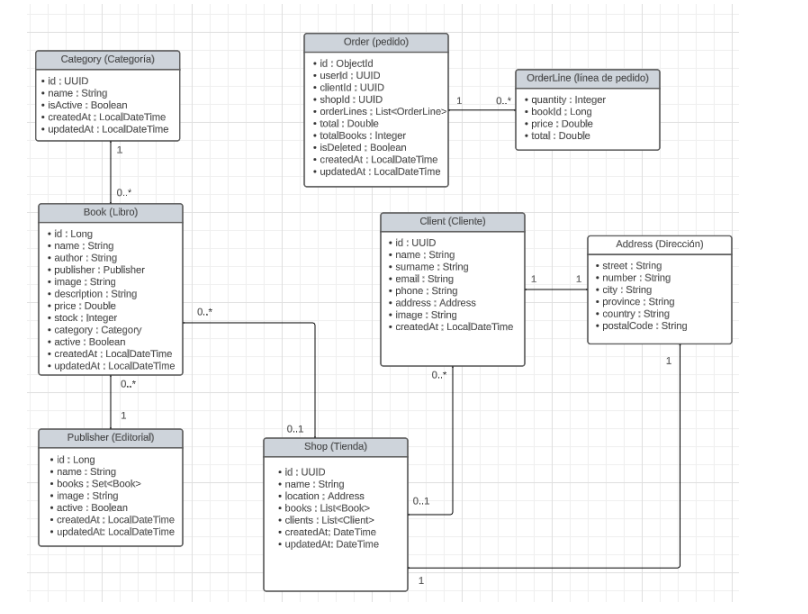 Category (Categoría)
• id : UUID
• name : String
• isActive : Boolean
• createdAt : LocalDateTime
• updatedAt : LocalDateTime
1
0..*
Order (pedido)
• id : ObjectId
• userId ; UUID
• clientId : UUID
• shopId : UUID
• orderLines ; List<OrderLine>
• total ; Double
• totalBooks : Integer
• isDeleted ; Boolean
• createdAt : LocalDateTime
• updatedAt : LocalDateTime
1
0..*
OrderLine (línea de pedido)
• quantity : Integer
• bookId ; Long
• price ; Double
• total : Double
Book (Libro)
• id : Long
• name : String
• author : String
• publisher : Publisher
• image ; String
• description ; String
• price : Double
• stock ; Integer
• category : Category
• active : Boolean
• createdAt ; LocalDateTime
• updatedAt : LocalDateTime
0..*
0..*
1
Client (Cliente)
• id : UUID
• name : String
• surname : String
• email : String
• phone : String
• address : Address
• image : String
• createdAt ; LocalDateTime
1
1
0..*
Address (Dirección)
• street ; String
• number : String
• city : String
• province : String
• country : String
• postalCode : String
1
Publisher (Editorial)
• id : Long
• name : String
• books ; Set<Book>
• image : String
• active : Boolean
• createdAt : LocalDateTime
• updatedAt: LocalDateTime
0..1
Shop (Tienda)
• id ; UUID
• name : String
• location ; Address
• books : List<Book>
• clients : List<Client>
• createdAt: DateTime
• updatedAt: DateTime
0..1
1